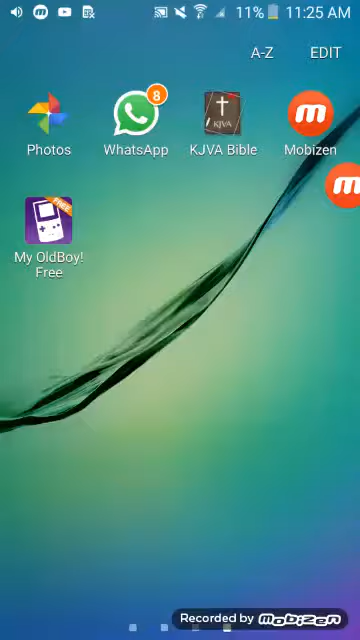 11% 11:25 AM
A-Z EDIT
8
KJVA
Photos WhatsApp KJVA Bible Mobizen
FREE
My OldBoy!
Free
Recorded by Mobizen